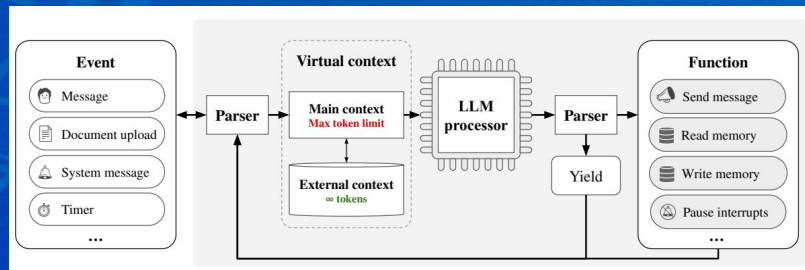 Event
Message
Document upload
System message
Timer
...
Parser
Virtual context
Main context
Max token limit
External context
∞ tokens
LLM
processor
Parser
Yield
Function
Send message
Read memory
Write memory
Pause interrupts
...